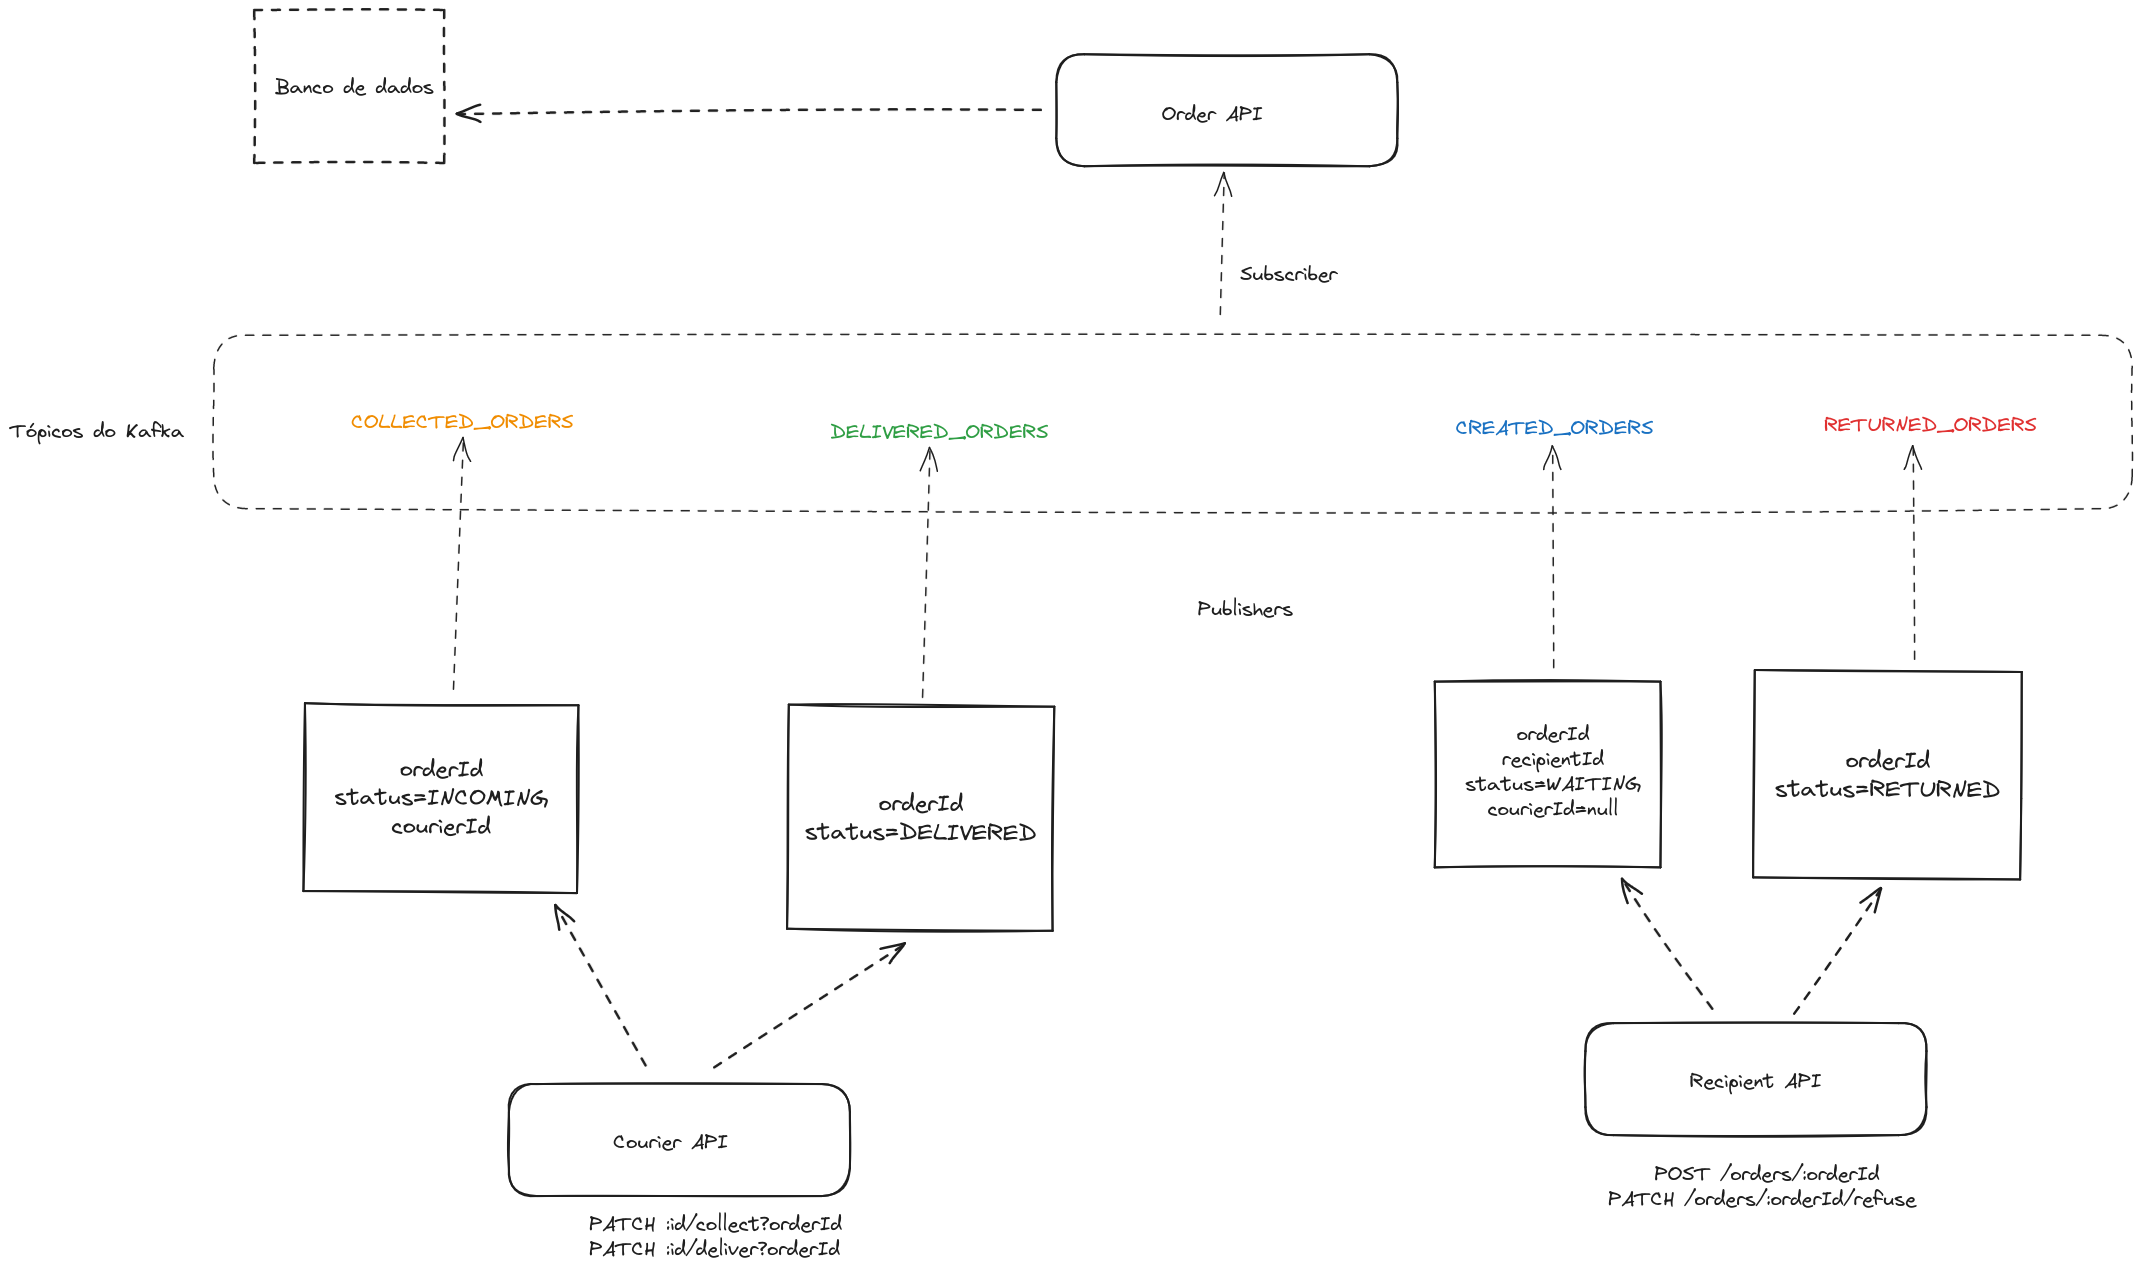 Banco de dados
Order API
Subscriber
Tópicos do Kafka
COLLECTED_ORDERS
DELIVERED_ORDERS
CREATED_ORDERS
RETURNED_ORDERS
Publishers
orderId
status=INCOMING
courierId
orderId
status=DELIVERED
orderId
recipientId
status=WAITING
courierId=null
orderId
status=RETURNED
Courier API
PATCH :id/collect?orderId
PATCH :id/deliver?orderId
Recipient API
POST /orders/:orderId
PATCH /orders/:orderId/refuse